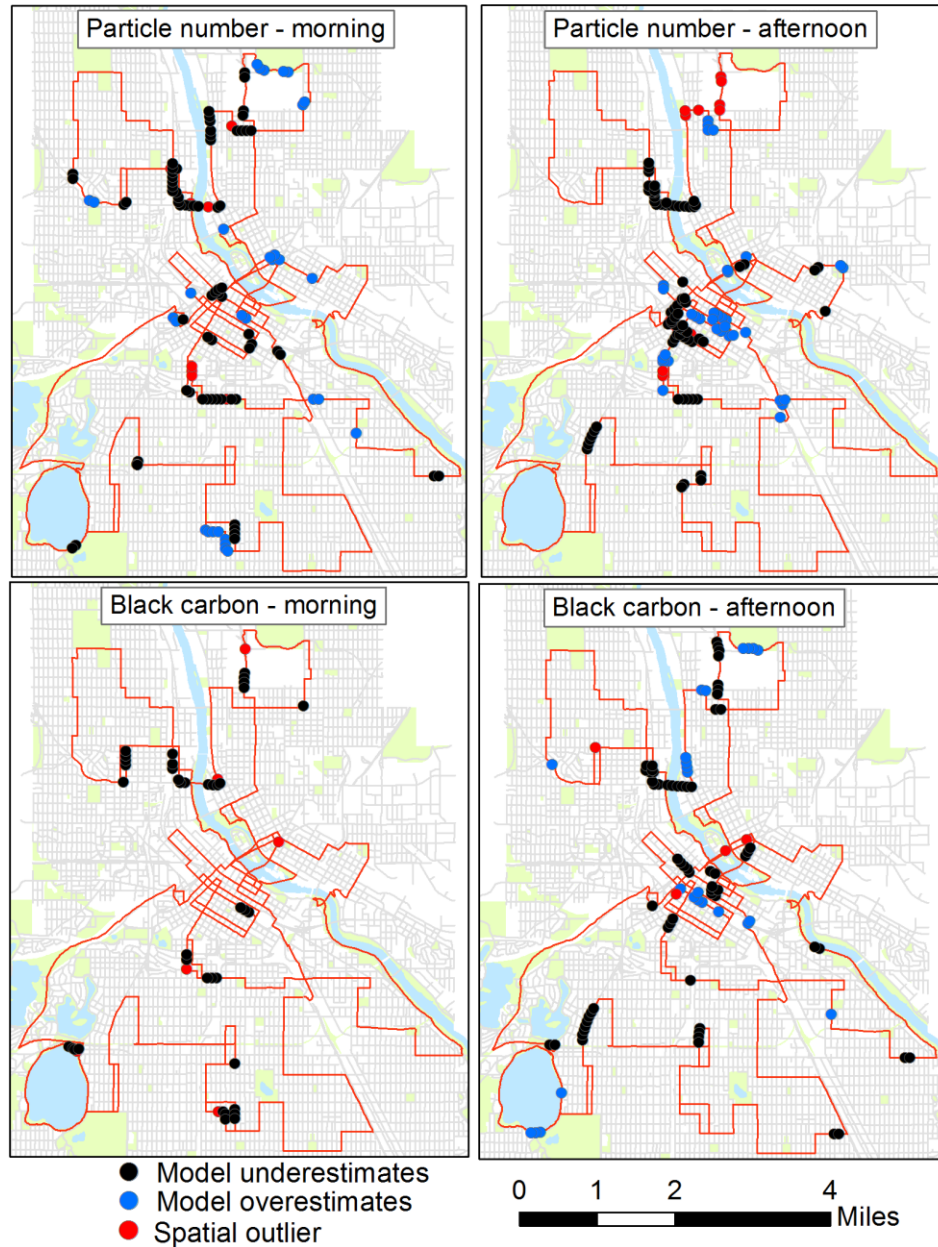 Particle number - morning
Particle number - afternoon
Black carbon - morning
Black carbon - afternoon
Model underestimates
Model overestimates
Spatial outlier
0 1 2 4
Miles